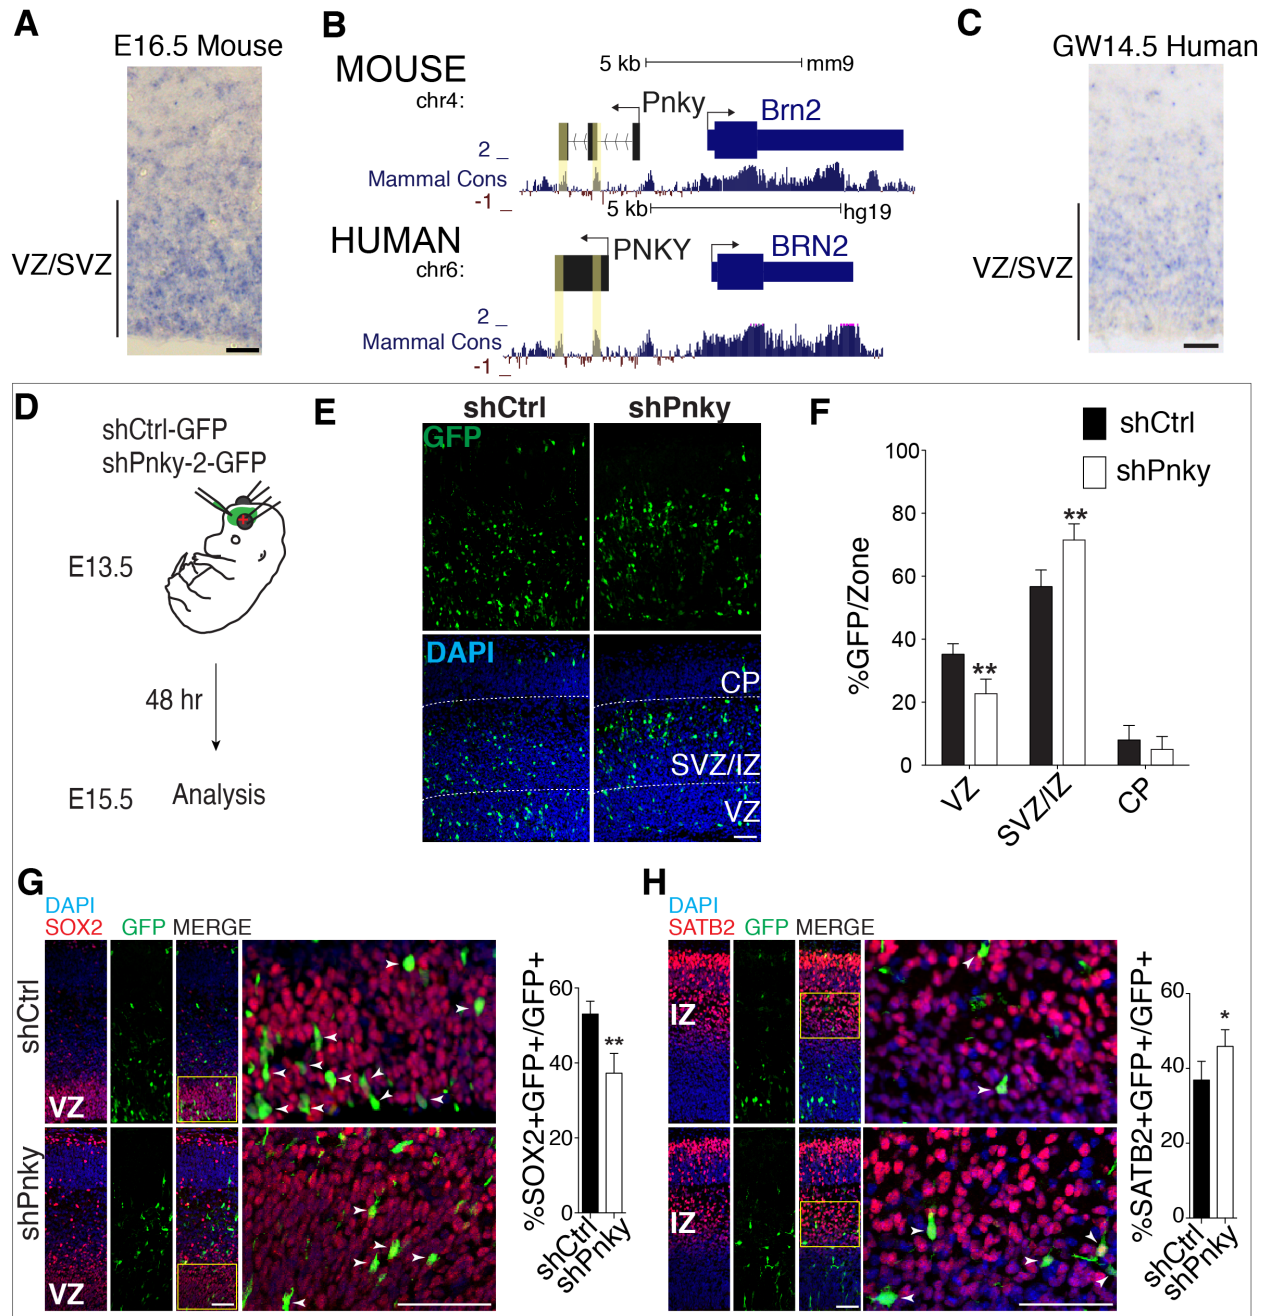 A
E16.5 Mouse
VZ/SVZ
B
MOUSE
chr4:
5 kb
mm9
Pnky
Brn2
2
Mammal Cons
-1
5 kb
hg19
HUMAN
chr6:
PNKY
BRN2
2
Mammal Cons
-1
C
GW14.5 Human
VZ/SVZ
D
shCtrl-GFP
shPnky-2-GFP
E13.5
48 hr
E15.5
Analysis
E
shCtrl
shPnky
GFP
DAPI
CP
SVZ/IZ
VZ
F
shCtrl
shPnky
%GFP/Zone
100
80
60
40
20
0
**
**
VZ
SVZ/IZ
CP
G
DAPI
SOX2 GFP MERGE
shCtrl
VZ
shPnky
VZ
%SOX2+GFP+/GFP+
60
40
20
0
**
shCtrl
shPnky
H
DAPI
SATB2 GFP MERGE
IZ
IZ
%SATB2+GFP+/GFP+
60
40
20
0
*
shCtrl
shPnky